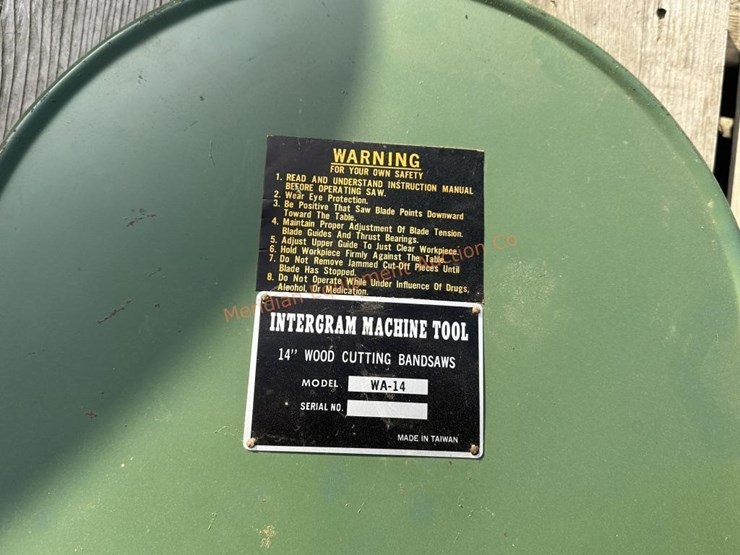 WARNING
FOR YOUR OWN SAFETY
1. READ AND UNDERSTAND INSTRUCTION MANUAL
BEFORE OPERATING SAW.
2. Wear Eye Protection.
3. Be Positive That Saw Blade Points Downward
Toward The Table.
4. Maintain Proper Adjustment Of Blade Tension,
Blade Guides And Thrust Bearings.
5. Adjust Upper Guide To Just Clear Workpiece.
6. Hold Workpiece Firmly Against The Table.
7. Do Not Remove Jammed Cut-Off Pieces Until
Blade Has Stopped.
8. Do Not Operate While Under Influence Of Drugs,
Alcohol, Or Medication.
Meridian Equipment Auction Co
INTERGRAM MACHINE TOOL
14" WOOD CUTTING BANDSAWS
MODEL WA-14
SERIAL NO.
MADE IN TAIWAN